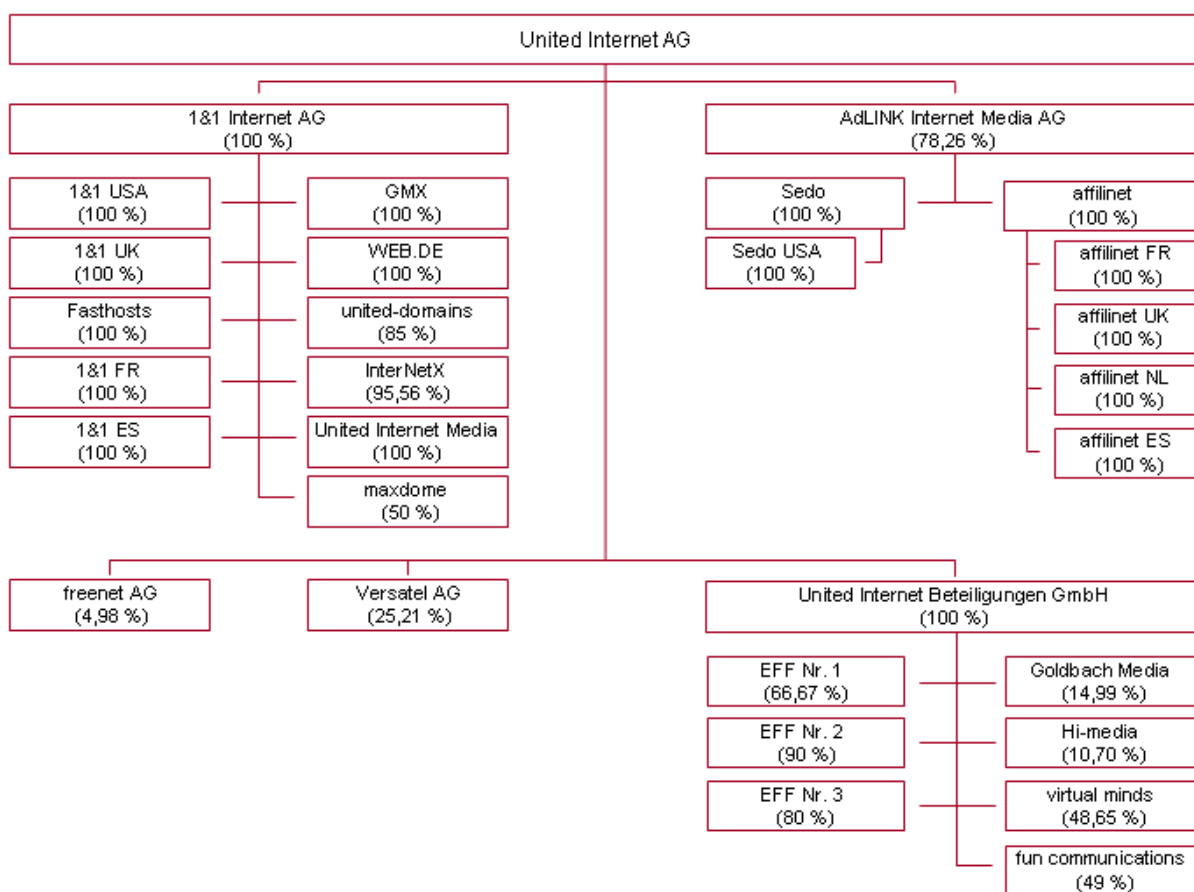 United Internet AG
1&1 Internet AG
(100 %)
AdLINK Internet Media AG
(78,26 %)
1&1 USA
(100 %)
GMX
(100 %)
1&1 UK
(100 %)
WEB.DE
(100 %)
Fasthosts
(100 %)
united-domains
(85 %)
1&1 FR
(100 %)
InterNetX
(95,56 %)
1&1 ES
(100 %)
United Internet Media
(100 %)
maxdome
(50 %)
Sedo
(100 %)
Sedo USA
(100 %)
affilinet
(100 %)
affilinet FR
(100 %)
affilinet UK
(100 %)
affilinet NL
(100 %)
affilinet ES
(100 %)
freenet AG
(4,98 %)
Versatel AG
(25,21 %)
United Internet Beteiligungen GmbH
(100 %)
EFF Nr. 1
(66,67 %)
Goldbach Media
(14,99 %)
EFF Nr. 2
(90 %)
Hi-media
(10,70 %)
EFF Nr. 3
(80 %)
virtual minds
(48,65 %)
fun communications
(49 %)